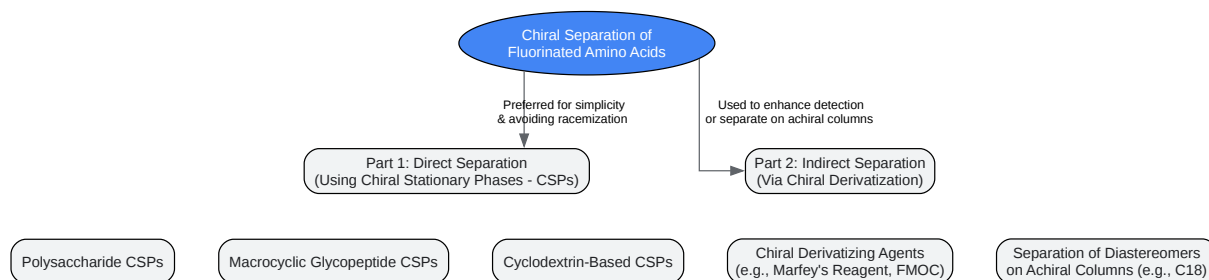 Chiral Separation of
Fluorinated Amino Acids
Preferred for simplicity
& avoiding racemization
Used to enhance detection
or separate on achiral columns
Part 1: Direct Separation
(Using Chiral Stationary Phases - CSPs)
Part 2: Indirect Separation
(Via Chiral Derivatization)
Polysaccharide CSPs
Macrocyclic Glycopeptide CSPs
Cyclodextrin-Based CSPs
Chiral Derivatizing Agents
(e.g., Marfey's Reagent, FMOC)
Separation of Diastereomers
on Achiral Columns (e.g., C18)